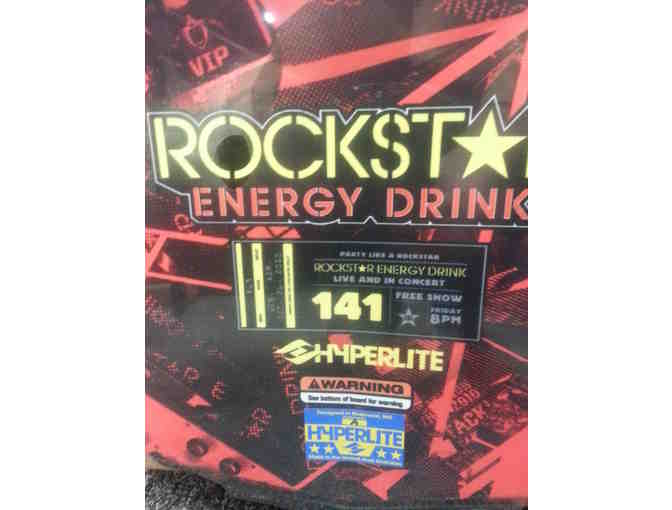 VIP
ROCKST★
ENERGY DRINK
PARTY LIKE A ROCKSTAR
ROCKST★R ENERGY DRINK
LIVE AND IN CONCERT
141
FREE SHOW
FRIDAY
8PM
HYPERLITE
WARNING
See bottom of board for warning
HYPERLITE